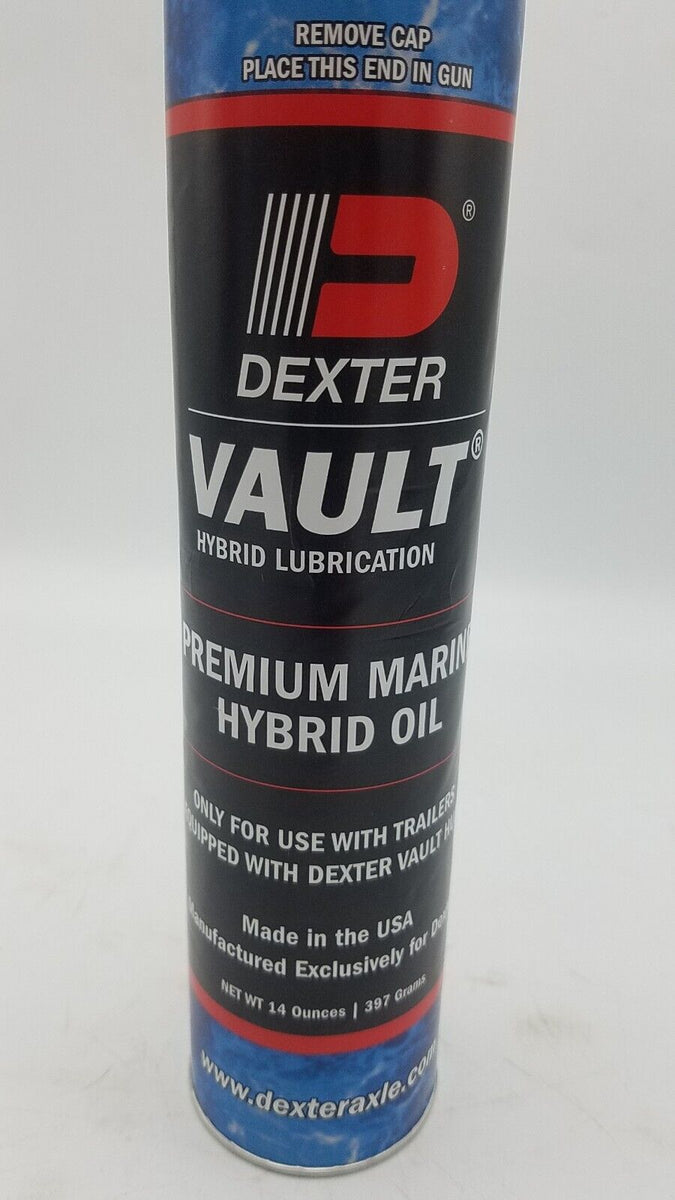 REMOVE CAP
PLACE THIS END IN GUN
®
DEXTER
VAULT®
HYBRID LUBRICATION
PREMIUM MARIN
HYBRID OIL
ONLY FOR USE WITH TRAILERS
EQUIPPED WITH DEXTER VAULT
Made in the USA
Manufactured Exclusively for
NET WT 14 Ounces | 397 Grams
www.dexteraxle.com